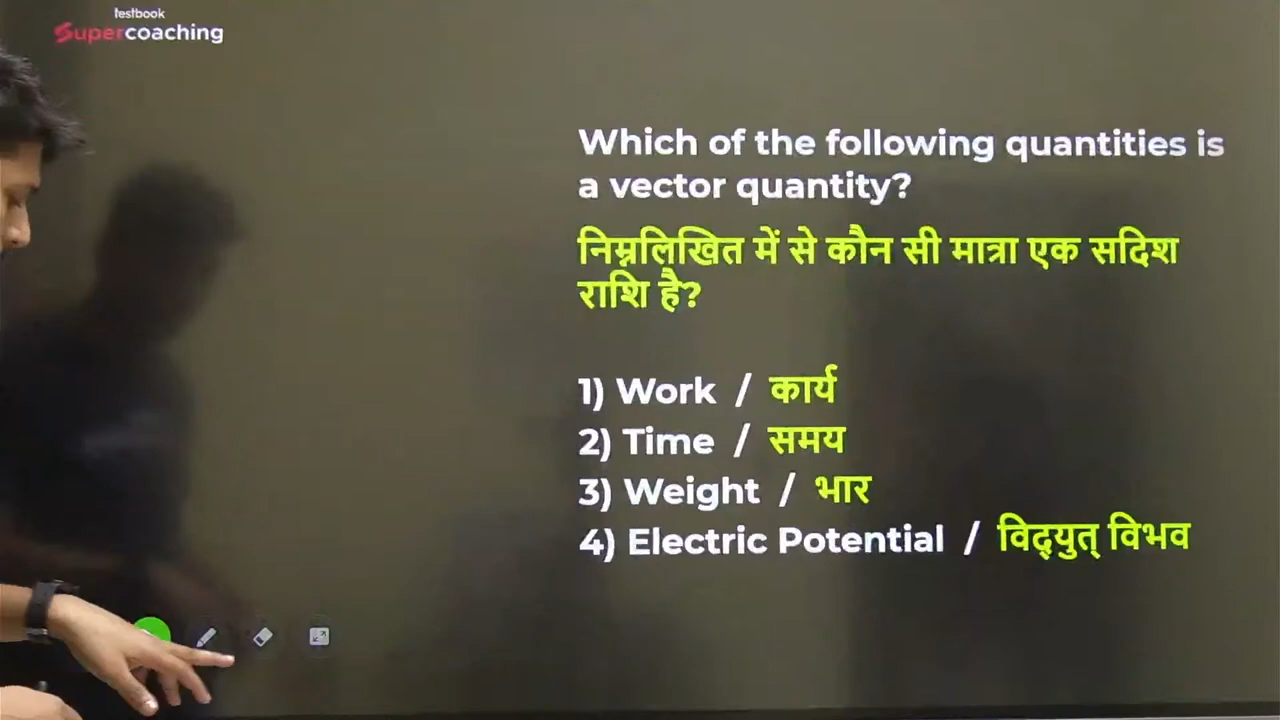 testbook
Supercoaching
Which of the following quantities is
a vector quantity?
निम्नलिखित में से कौन सी मात्रा एक सदिश
राशि है?
1) Work / कार्य
2) Time / समय
3) Weight / भार
4) Electric Potential / विद्युत् विभव